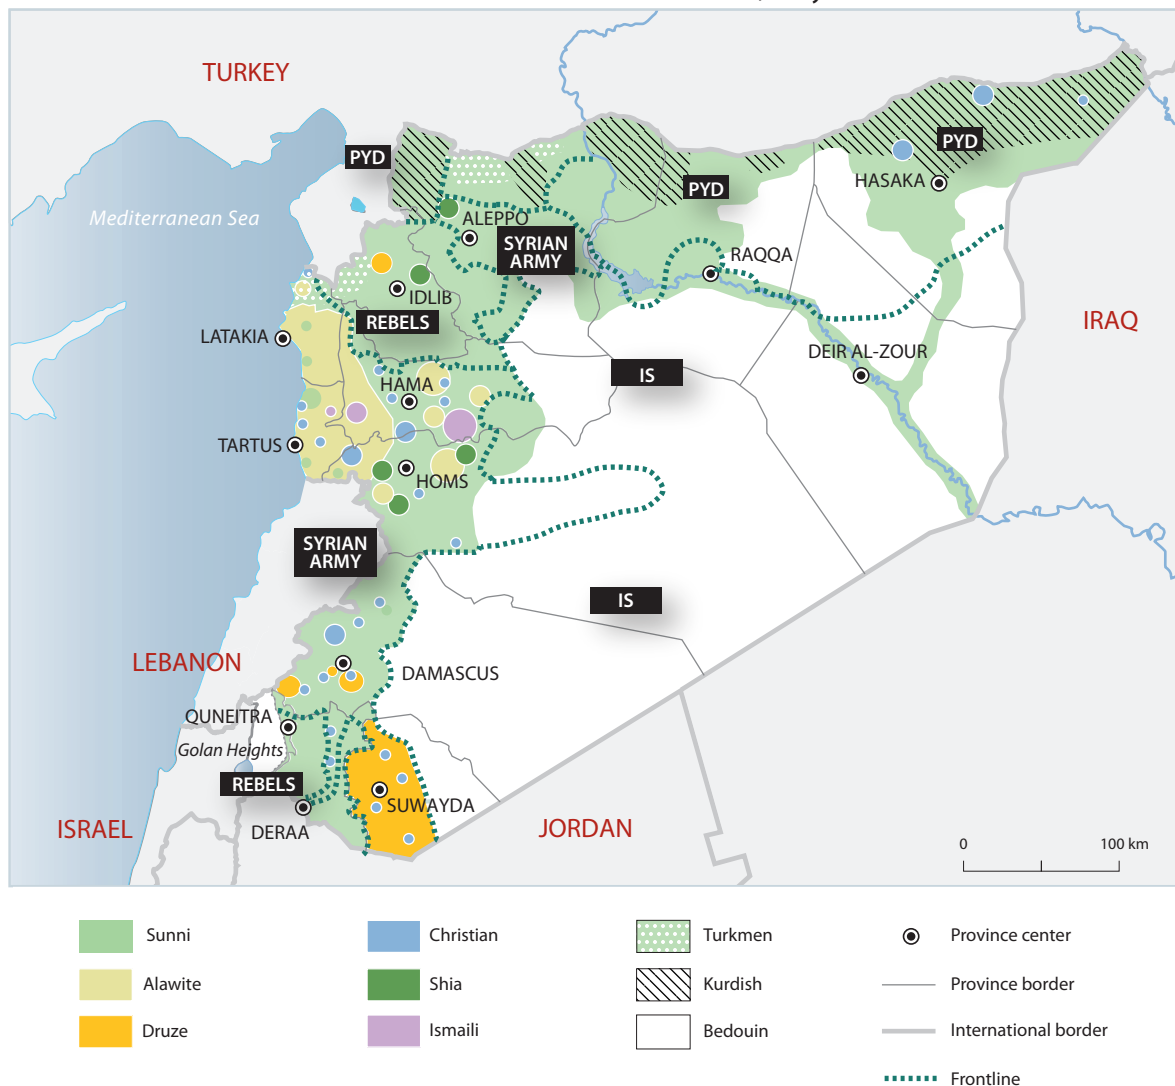 TURKEY
PYD
PYD
PYD
HASAKA
Mediterranean Sea
ALEPPO
SYRIAN
ARMY
RAQQA
IDLIB
REBELS
LATAKIA
IRAQ
DEIR AL-ZOUR
IS
HAMA
TARTUS
HOMS
SYRIAN
ARMY
IS
LEBANON
DAMASCUS
QUNEITRA
Golan Heights
REBELS
SUWAYDA
ISRAEL
DERAA
JORDAN
0 100 km
Sunni
Christian
Turkmen
Province center
Alawite
Shia
Kurdish
Province border
Druze
Ismaili
Bedouin
International border
Frontline